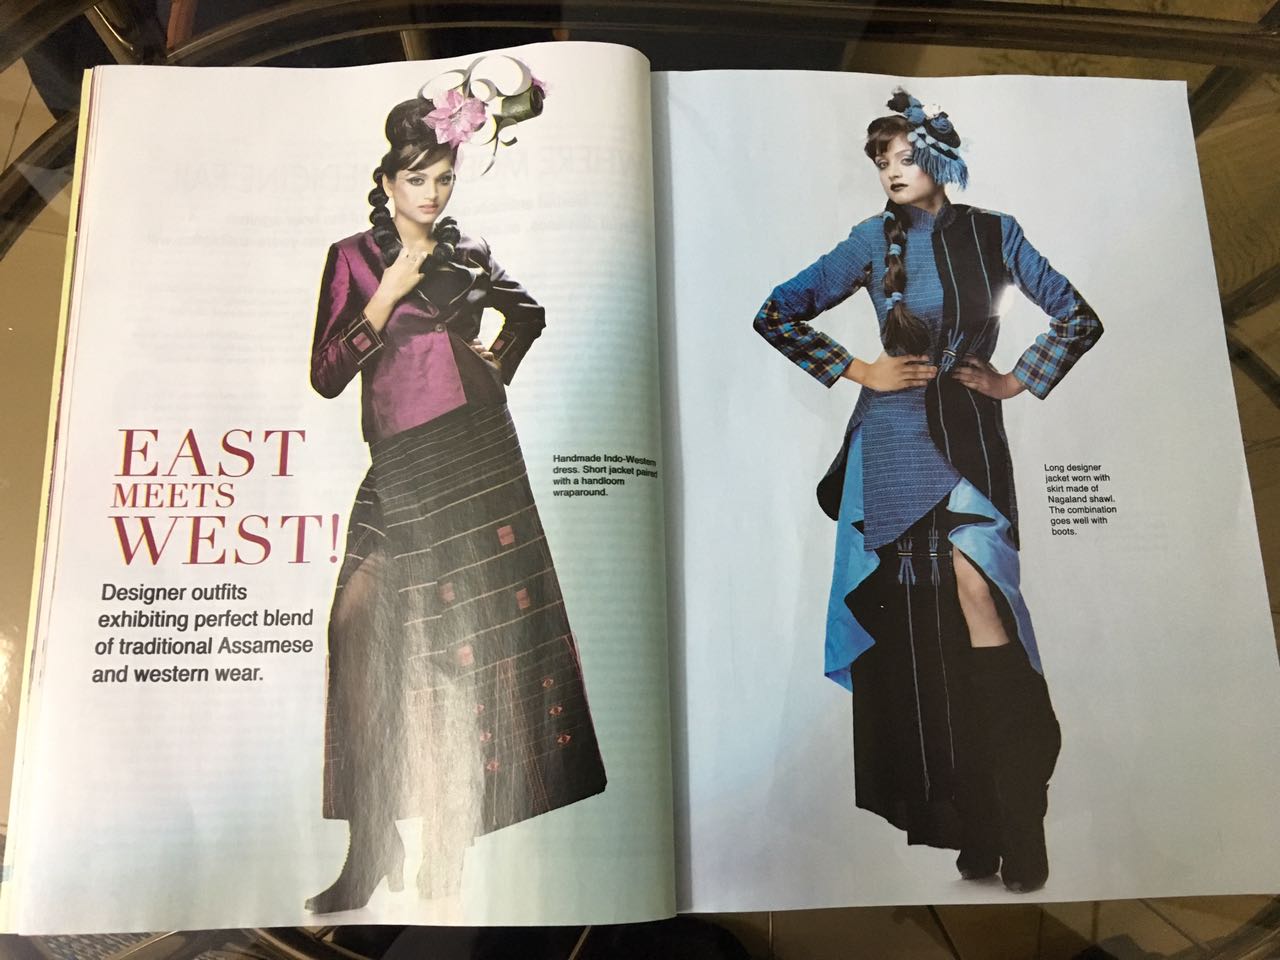 EAST
MEETS
WEST!
Designer outfits
exhibiting perfect blend
of traditional Assamese
and western wear.
Handmade Indo-Western
dress. Short jacket paired
with a handloom
wraparound.
Long designer
jacket worn with
skirt made of
Nagaland shawl.
The combination
goes well with
boots.